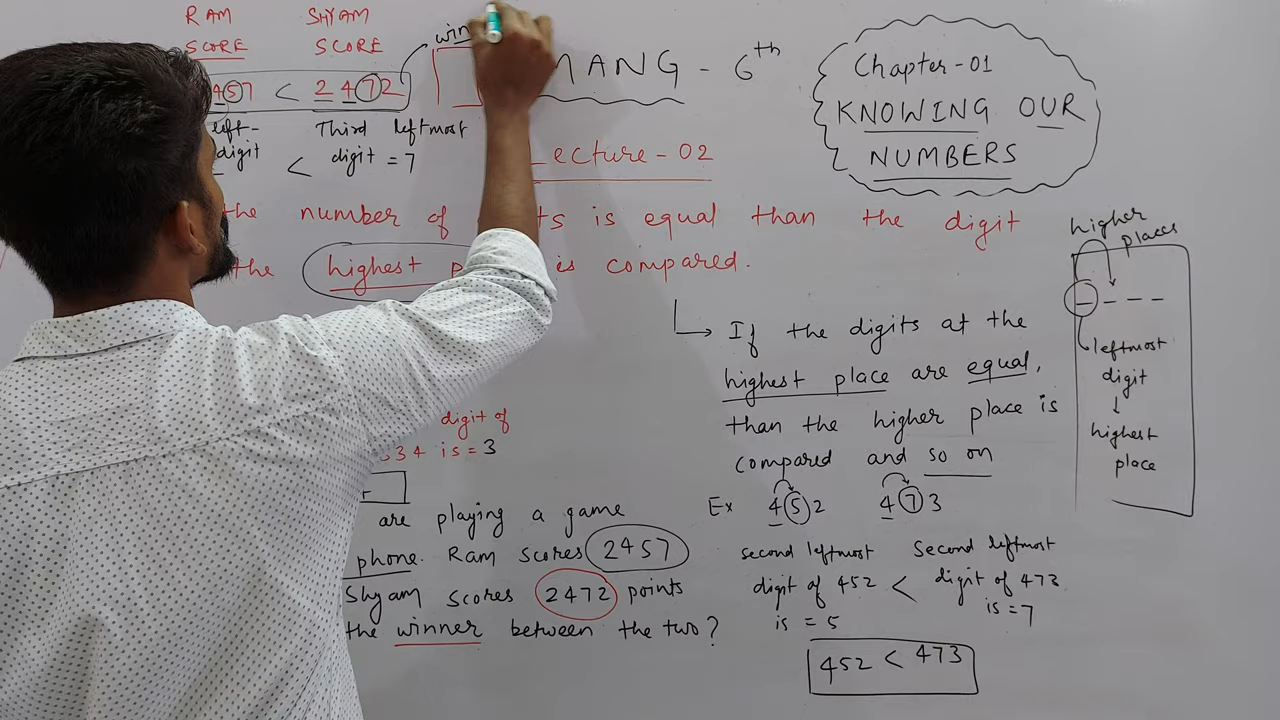 RAM SHYAM
SCORE SCORE
457 < 2472
left- Third leftmost
digit < digit = 7
win
MANG - 6th
Lecture - 02
Chapter - 01
KNOWING OUR
NUMBERS
the number of is equal than the digit
the highest is compared.
If the digits at the
highest place are equal,
than the higher place is
compared and so on
Ex 452 473
second leftmost Second leftmost
digit of 452 < digit of 473
is = 5 is = 7
452 < 473
higher
places
leftmost
digit
highest
place
digit of
534 is = 3
are playing a game
phone. Ram scores 2457
Shyam scores 2472 points
the winner between the two?